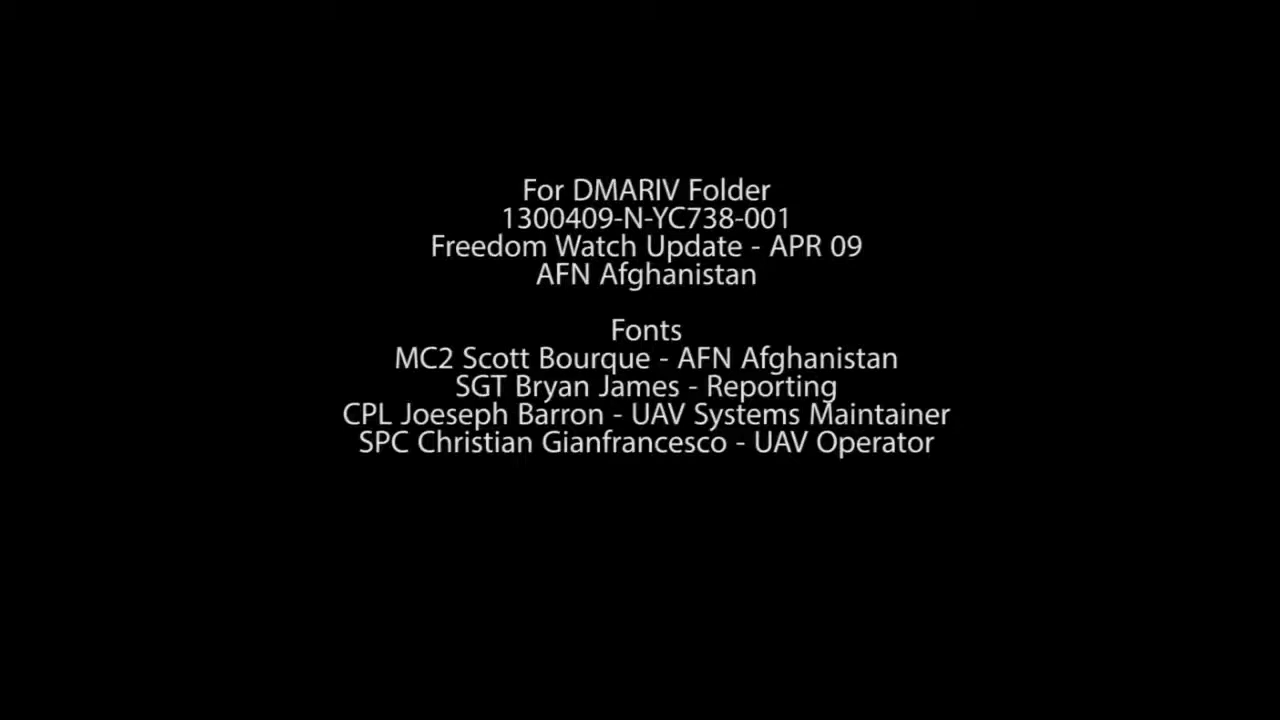 For DMARIV Folder
1300409-N-YC738-001
Freedom Watch Update - APR 09
AFN Afghanistan
Fonts
MC2 Scott Bourque - AFN Afghanistan
SGT Bryan James - Reporting
CPL Joeseph Barron - UAV Systems Maintainer
SPC Christian Gianfrancesco - UAV Operator